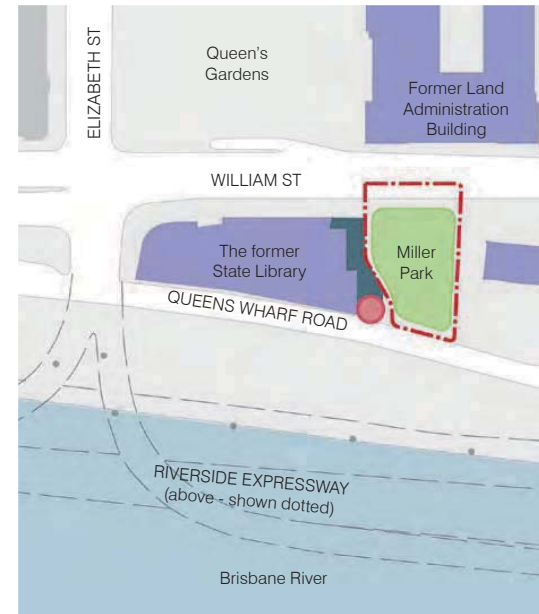 ELIZABETH ST
Queen's
Gardens
Former Land
Administration
Building
WILLIAM ST
The former
State Library
Miller
Park
QUEENS WHARF ROAD
RIVERSIDE EXPRESSWAY
(above - shown dotted)
Brisbane River